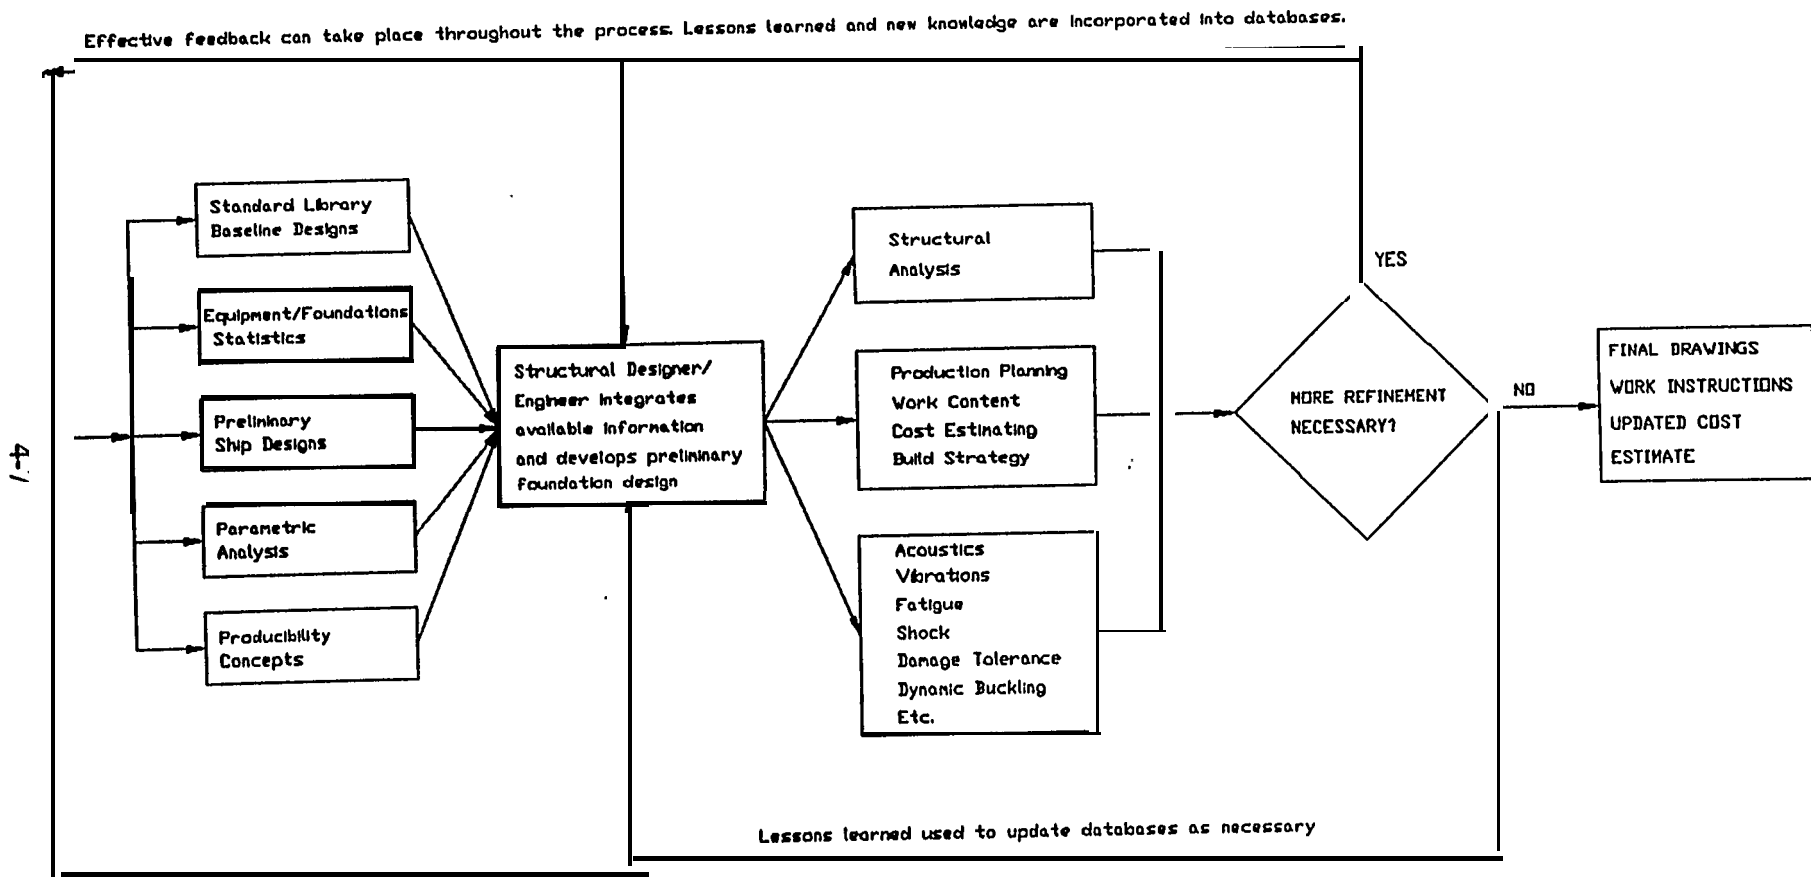 Effective feedback can take place throughout the process. Lessons learned and new knowledge are incorporated into databases.
Standard Library
Baseline Designs
Equipment/Foundations
Statistics
Preliminary
Ship Designs
Parametric
Analysis
Producibility
Concepts
Structural Designer/
Engineer integrates
available information
and develops preliminary
foundation design
Structural
Analysis
Production Planning
Work Content
Cost Estimating
Build Strategy
Acoustics
Vibrations
Fatigue
Shock
Damage Tolerance
Dynamic Buckling
Etc.
YES
MORE REFINEMENT
NECESSARY?
NO
FINAL DRAWINGS
WORK INSTRUCTIONS
UPDATED COST
ESTIMATE
Lessons learned used to update databases as necessary